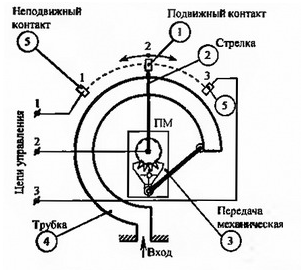 Неподвижный
контакт
5
Подвижный контакт
1
2
Стрелка
2
1
3
5
1
ПМ
2
Цепи управления
3
Трубка
4
Передача
механическая
3
Вход